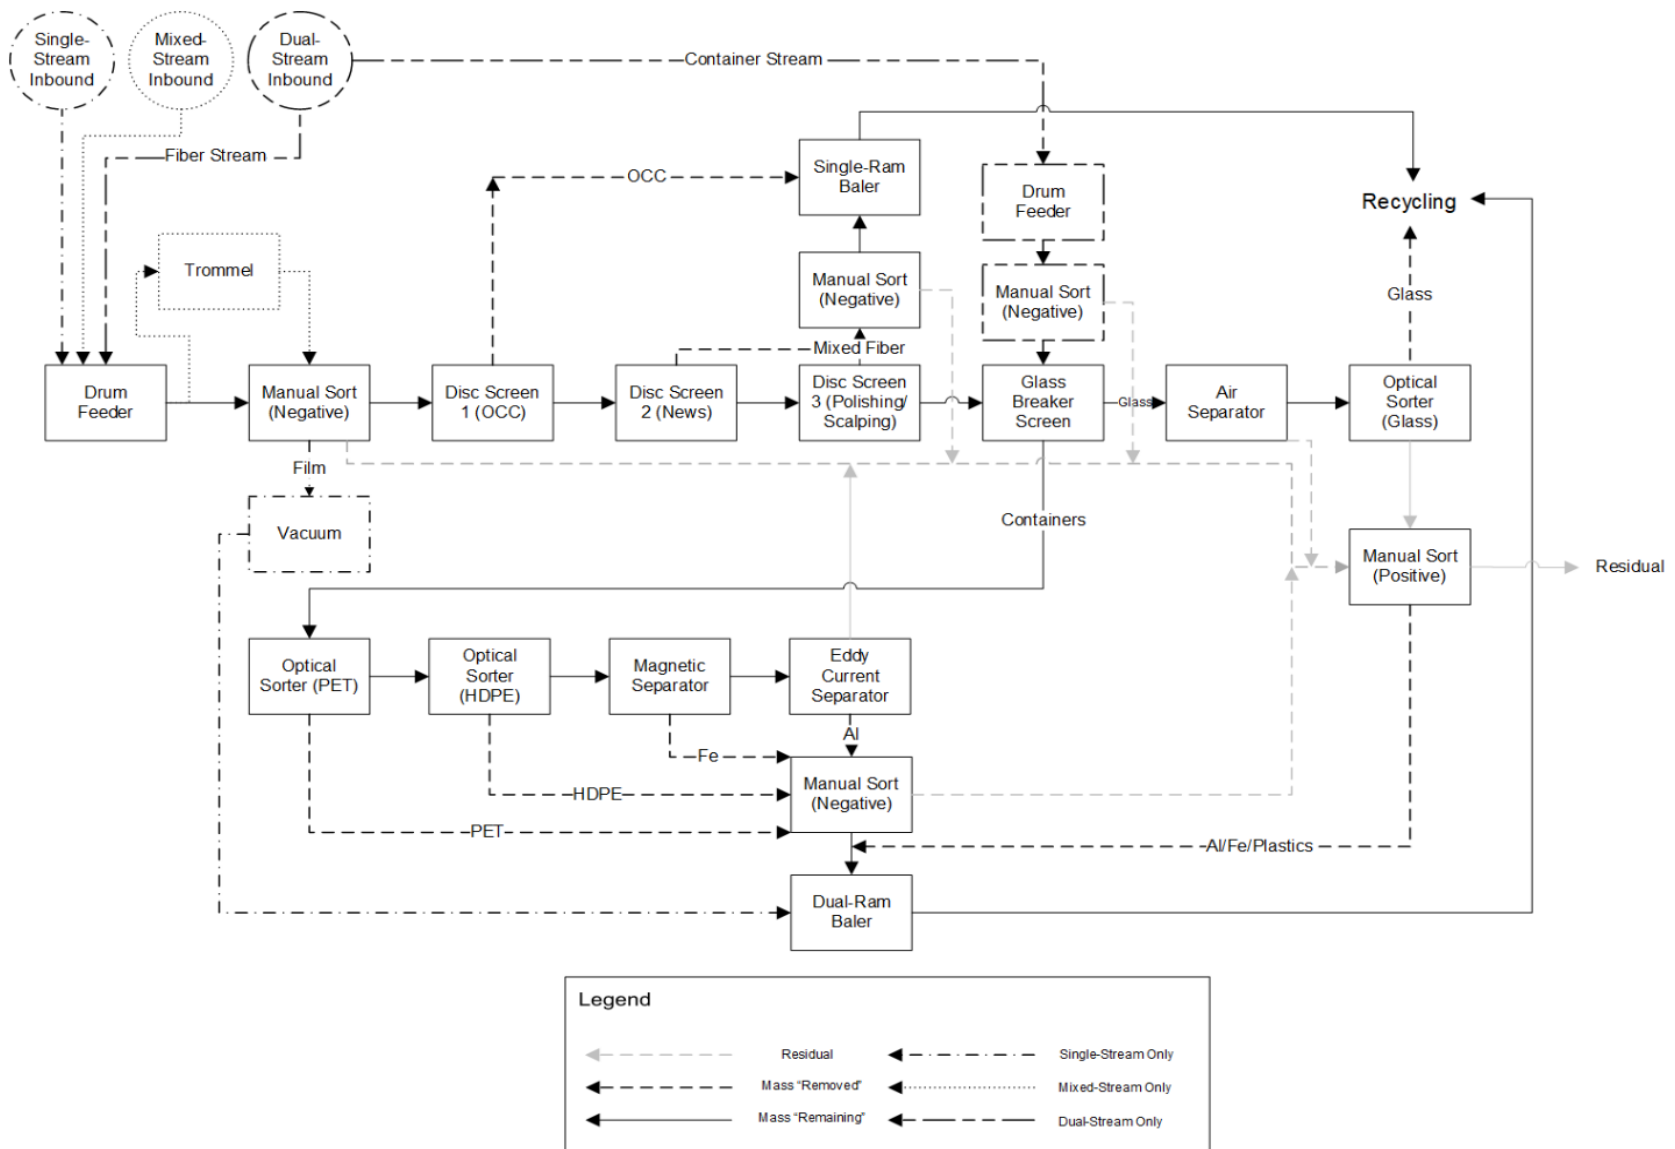 Single-
Stream
Inbound
Mixed-
Stream
Inbound
Dual-
Stream
Inbound
Container Stream
Fiber Stream
OCC
Single-Ram
Baler
Drum
Feeder
Recycling
Trommel
Manual Sort
(Negative)
Manual Sort
(Negative)
Glass
Mixed Fiber
Drum
Feeder
Manual Sort
(Negative)
Disc Screen
1 (OCC)
Disc Screen
2 (News)
Disc Screen
3 (Polishing/
Scalping)
Glass
Breaker
Screen
Glass
Air
Separator
Optical
Sorter
(Glass)
Film
Vacuum
Containers
Manual Sort
(Positive)
Residual
Optical
Sorter (PET)
Optical
Sorter
(HDPE)
Magnetic
Separator
Eddy
Current
Separator
Al
Fe
Manual Sort
(Negative)
HDPE
PET
Al/Fe/Plastics
Dual-Ram
Baler
Legend
Residual
Single-Stream Only
Mass “Removed”
Mixed-Stream Only
Mass “Remaining”
Dual-Stream Only